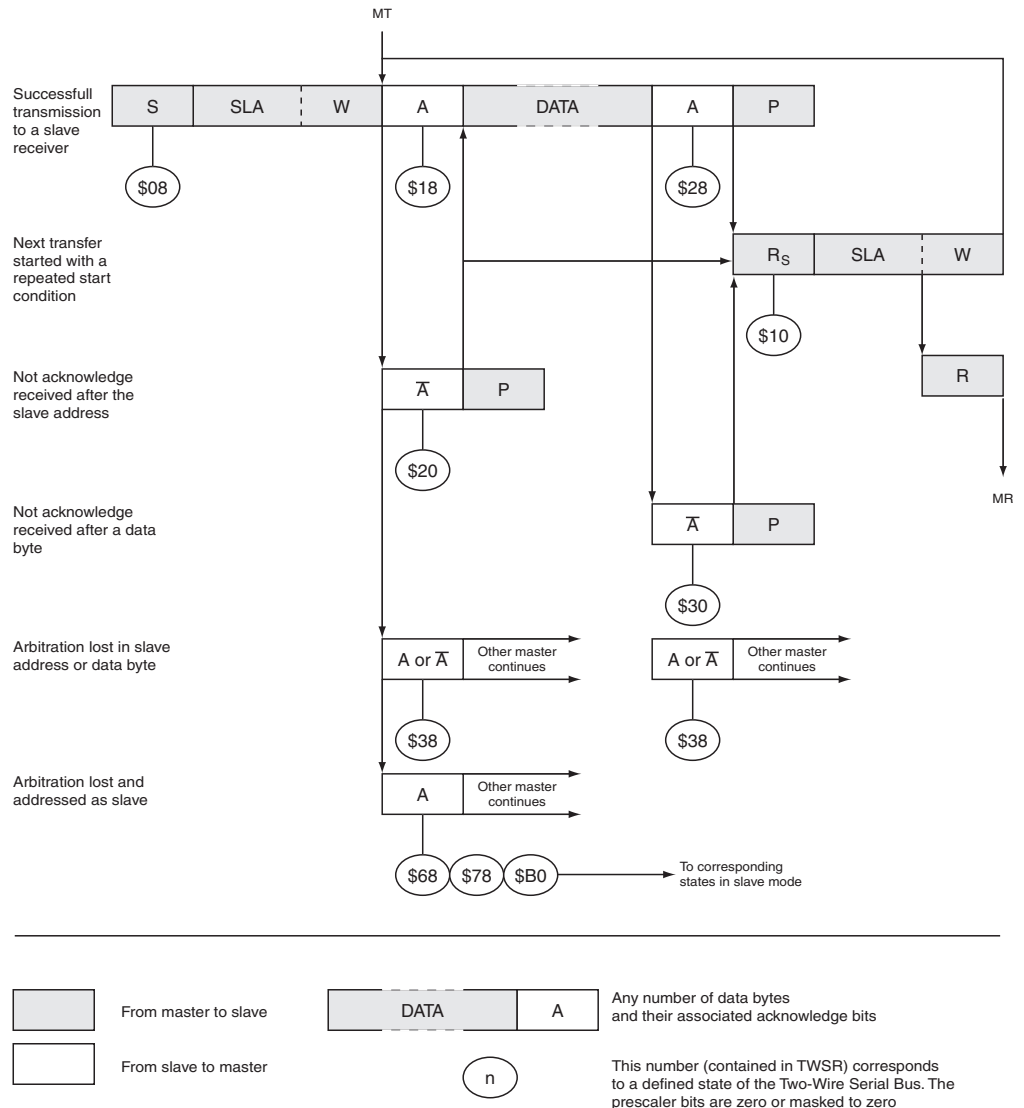 MT
Successfull
transmission
to a slave
receiver
S SLA W A DATA A P
$08 $18 $28
Next transfer
started with a
repeated start
condition
RS SLA W
$10
Not acknowledge
received after the
slave address
A P
R
$20
MR
Not acknowledge
received after a data
byte
A P
$30
Arbitration lost in slave
address or data byte
A or A Other master
continues
A or A Other master
continues
$38 $38
Arbitration lost and
addressed as slave
A Other master
continues
$68 $78 $B0
To corresponding
states in slave mode
From master to slave
DATA A
Any number of data bytes
and their associated acknowledge bits
From slave to master
n
This number (contained in TWSR) corresponds
to a defined state of the Two-Wire Serial Bus. The
prescaler bits are zero or masked to zero